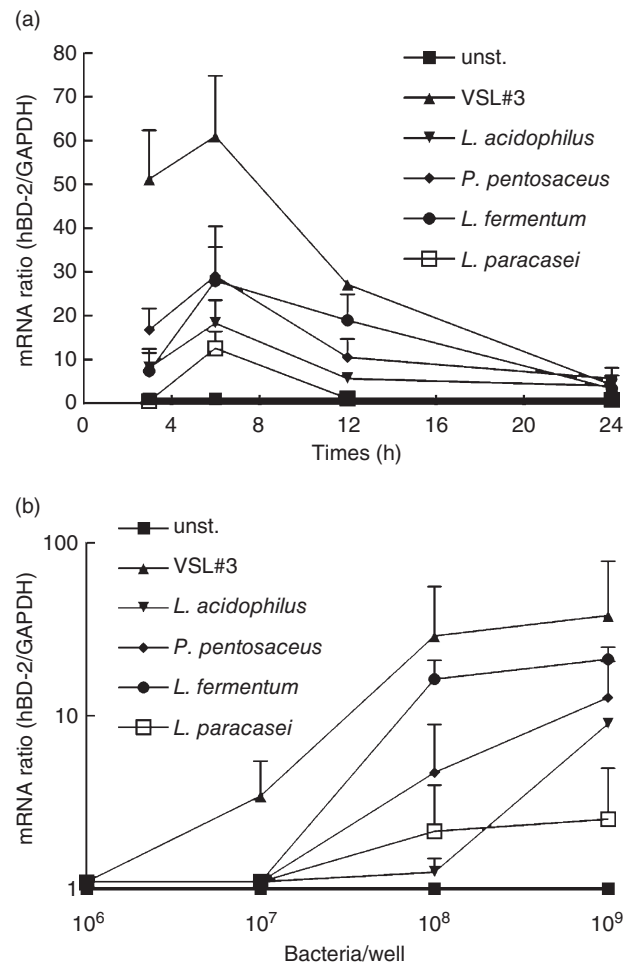 (a)
80
70
60
50
40
30
20
10
0
mRNA ratio (hBD-2/GAPDH)
unst.
VSL#3
L. acidophilus
P. pentosaceus
L. fermentum
L. paracasei
0 4 8 12 16 20 24
Times (h)
(b)
unst.
VSL#3
L. acidophilus
P. pentosaceus
L. fermentum
L. paracasei
100
10
1
mRNA ratio (hBD-2/GAPDH)
10⁶ 10⁷ 10⁸ 10⁹
Bacteria/well